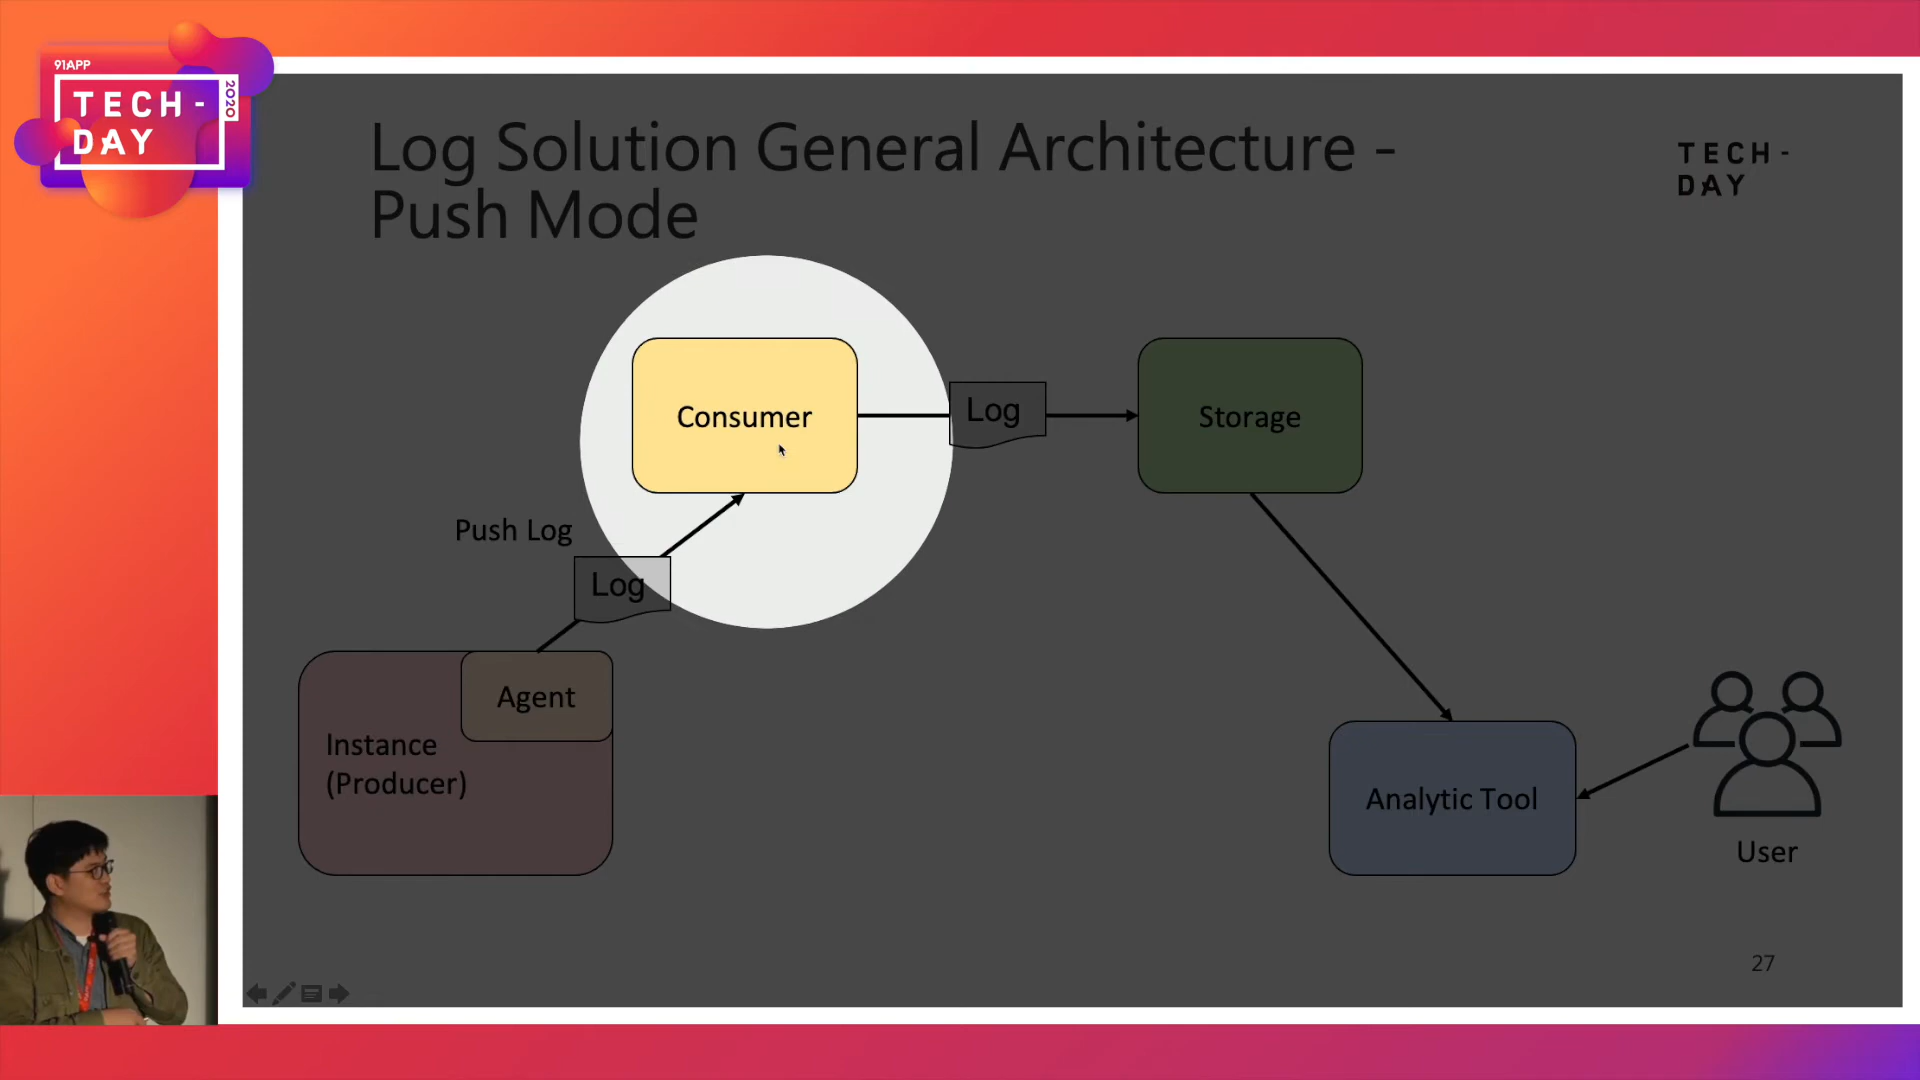 91APP
TECH-
DAY
2020
Log Solution General Architecture -
Push Mode
TECH-
DAY
Consumer
Log
Storage
Push Log
Log
Agent
Instance
(Producer)
Analytic Tool
User
27